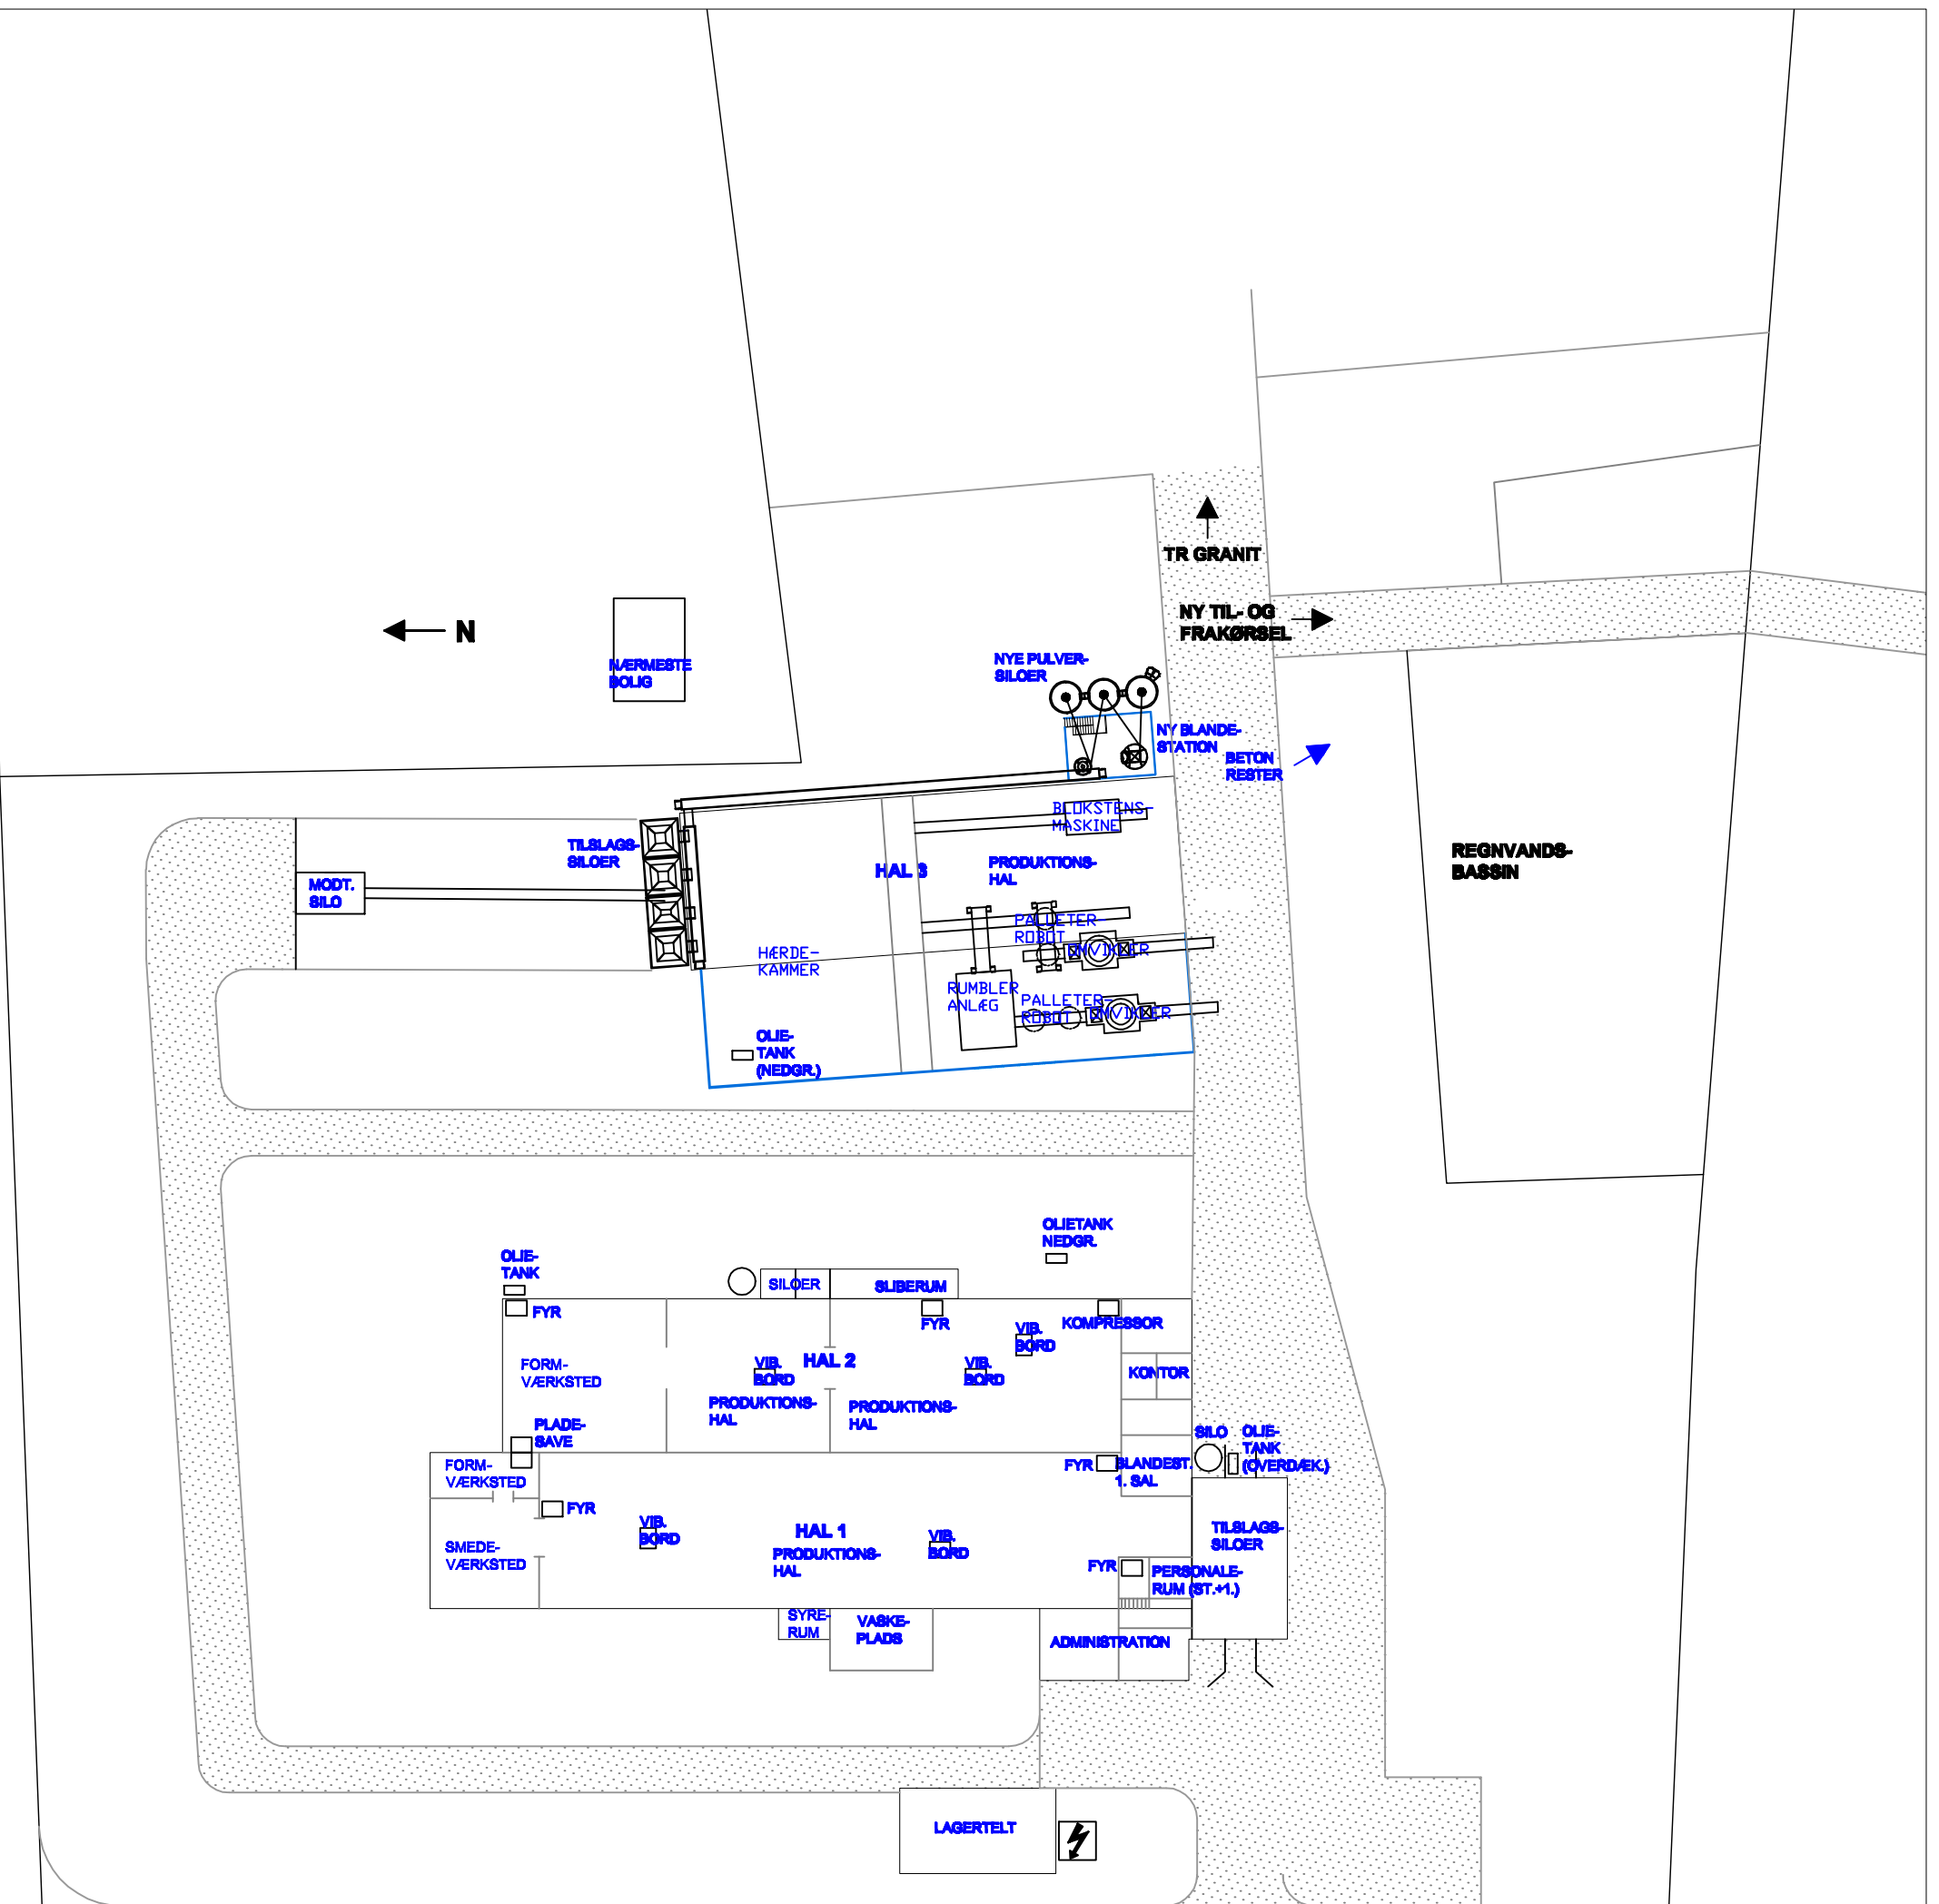 TR GRANIT
NY TIL- OG
FRAKØRSEL
N
NÆRMESTE
BOLIG
NYE PULVER-
SILOER
NY BLANDE-
STATION
BETON
RESTER
BLOKSTENS-
MASKINE
TILSLAGS-
SILOER
HAL 3
PRODUKTIONS-
HAL
REGNVANDS-
BASSIN
MODT.
SILO
PALLETER-
ROBOT
OMVIKLER
HÆRDE-
KAMMER
RUMBLER
ANLÆG
PALLETER-
ROBOT
OMVIKLER
OLIE-
TANK
(NEDGR.)
OLIETANK
NEDGR.
OLIE-
TANK
SILOER
SLIBERUM
FYR
FYR
KOMPRESSOR
VIB.
BORD
HAL 2
FORM-
VÆRKSTED
VIB.
BORD
VIB.
BORD
KONTOR
PRODUKTIONS-
HAL
PRODUKTIONS-
HAL
PLADE-
SAVE
SILO
OLIE-
TANK
(OVERDÆK.)
FORM-
VÆRKSTED
FYR
BLANDEST.
1. SAL
FYR
VIB.
BORD
HAL 1
PRODUKTIONS-
HAL
VIB.
BORD
TILSLAGS-
SILOER
SMEDE-
VÆRKSTED
FYR
PERSONALE-
RUM (ST.+1.)
SYRE-
RUM
VASKE-
PLADS
ADMINISTRATION
LAGERTELT